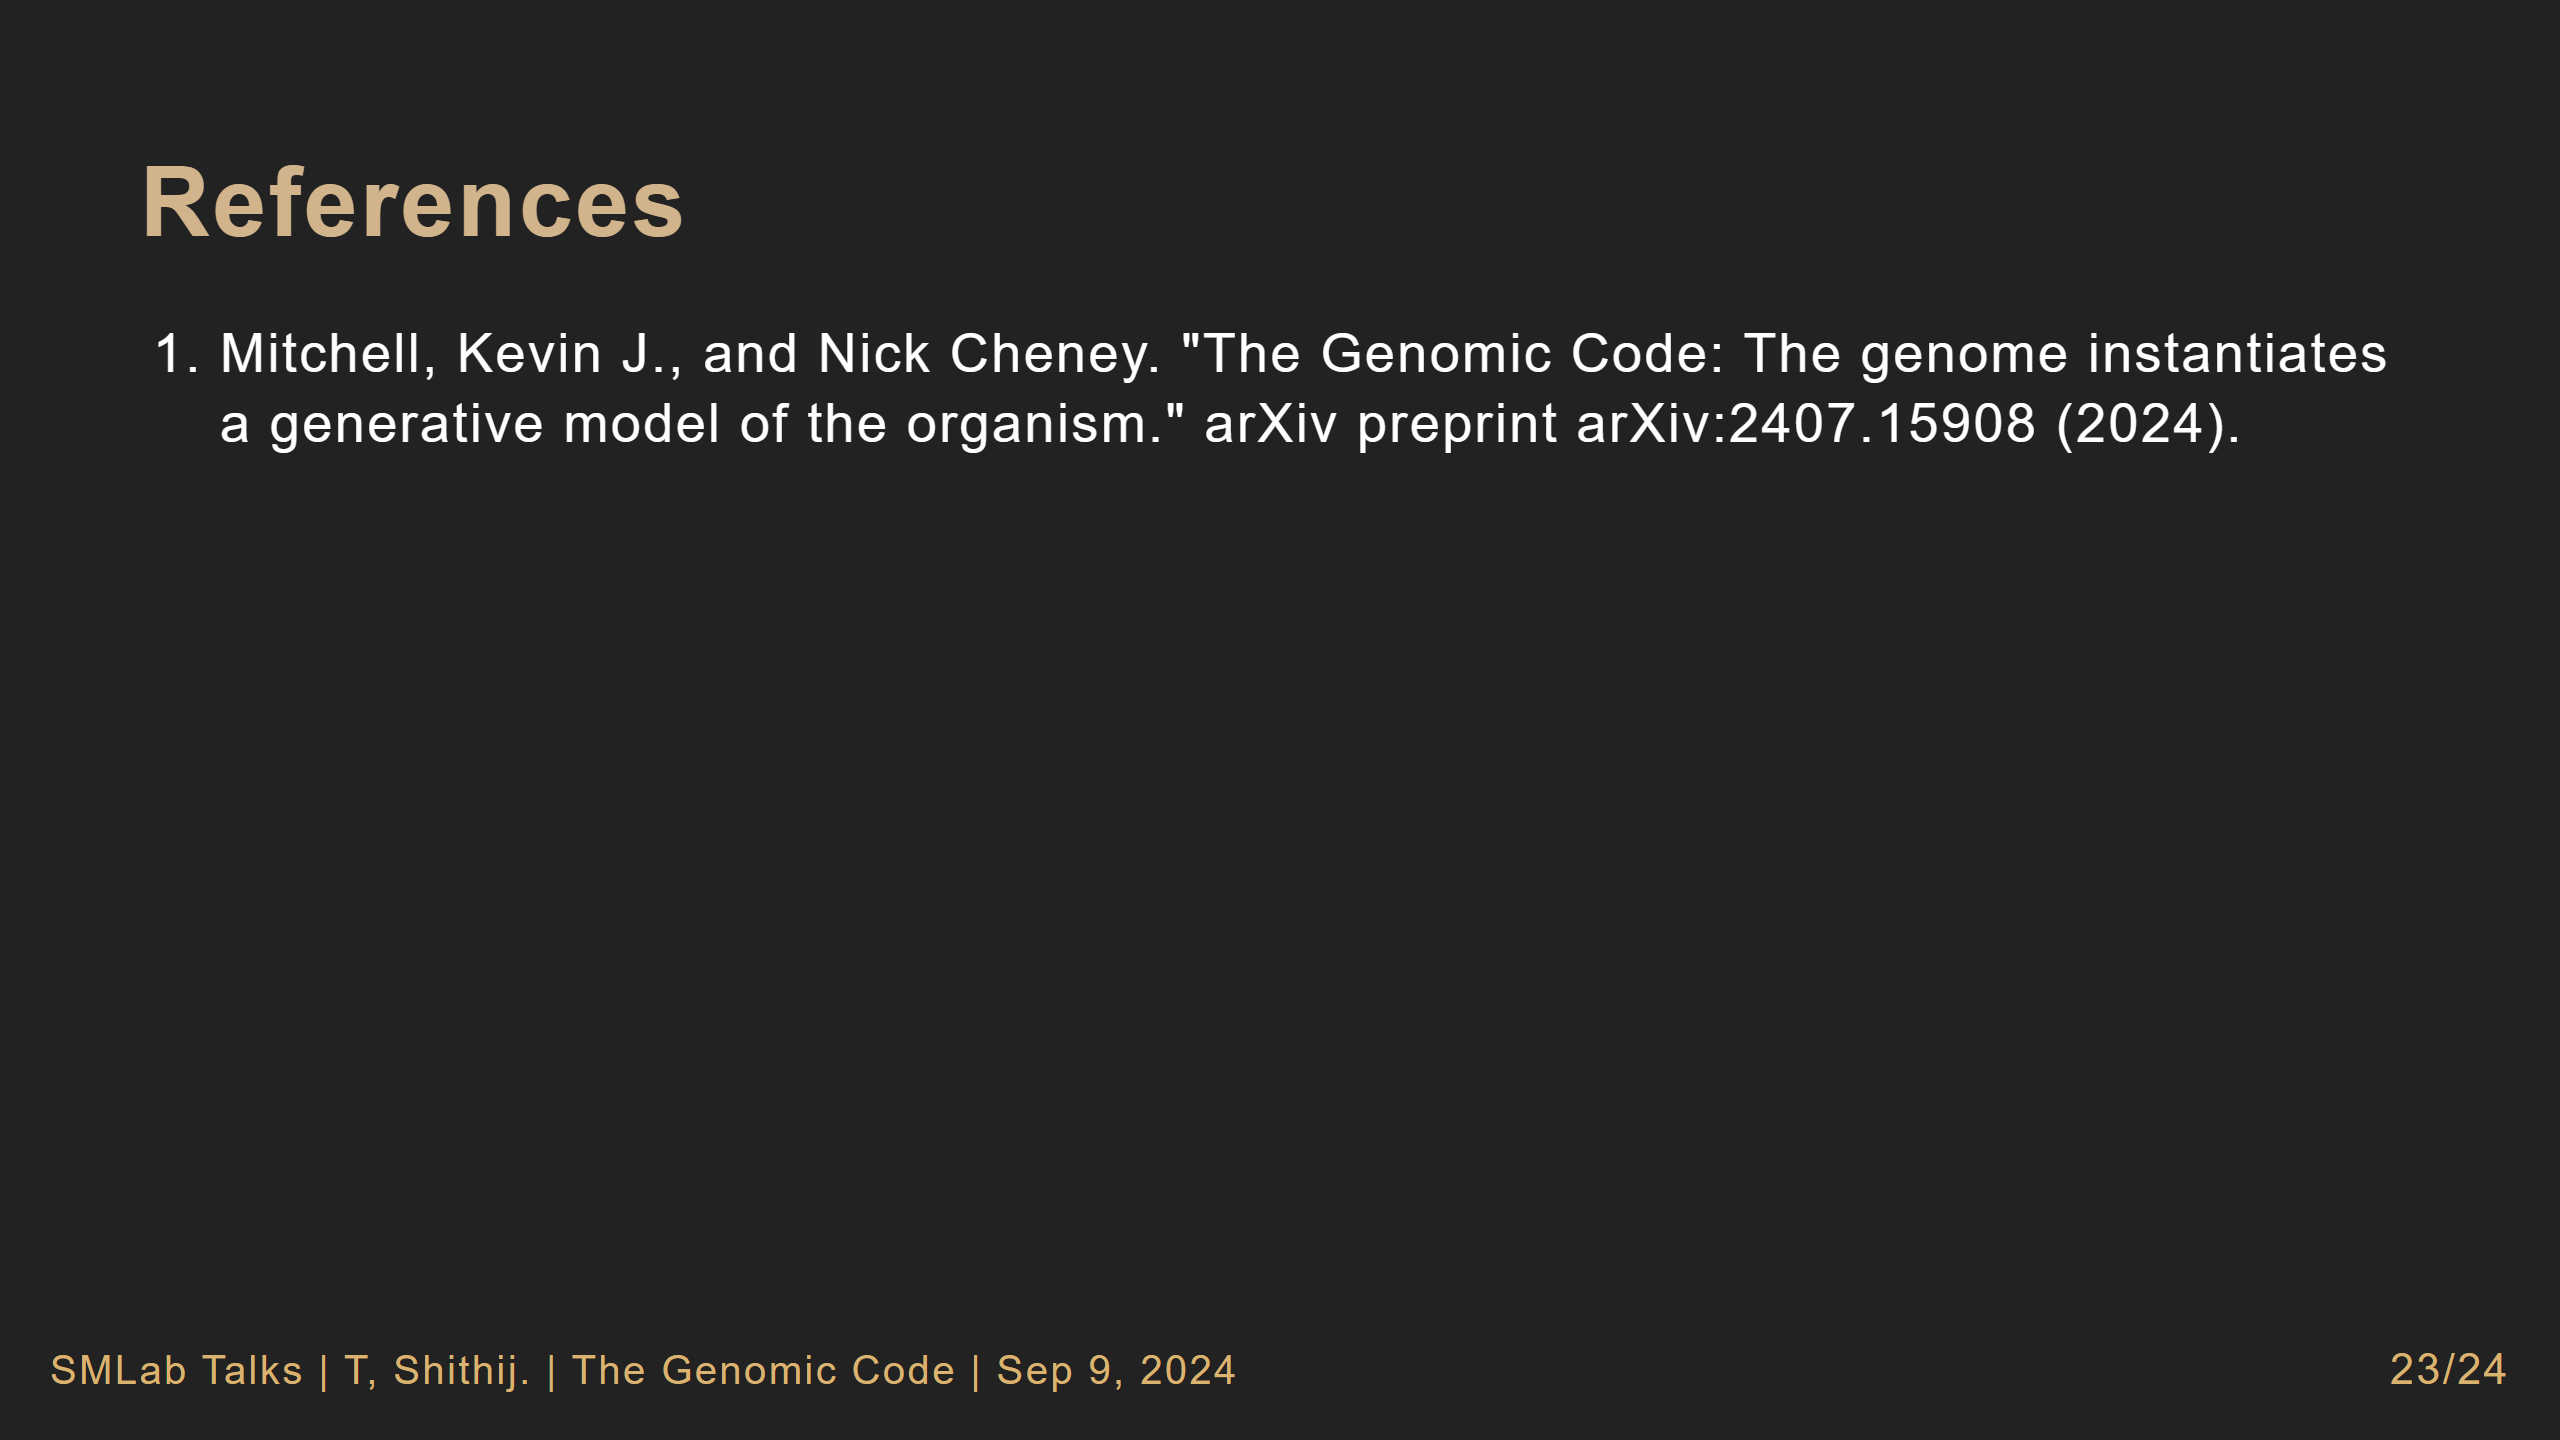 References
1. Mitchell, Kevin J., and Nick Cheney. "The Genomic Code: The genome instantiates
a generative model of the organism." arXiv preprint arXiv:2407.15908 (2024).
SMLab Talks | T, Shithij. | The Genomic Code | Sep 9, 2024
23/24